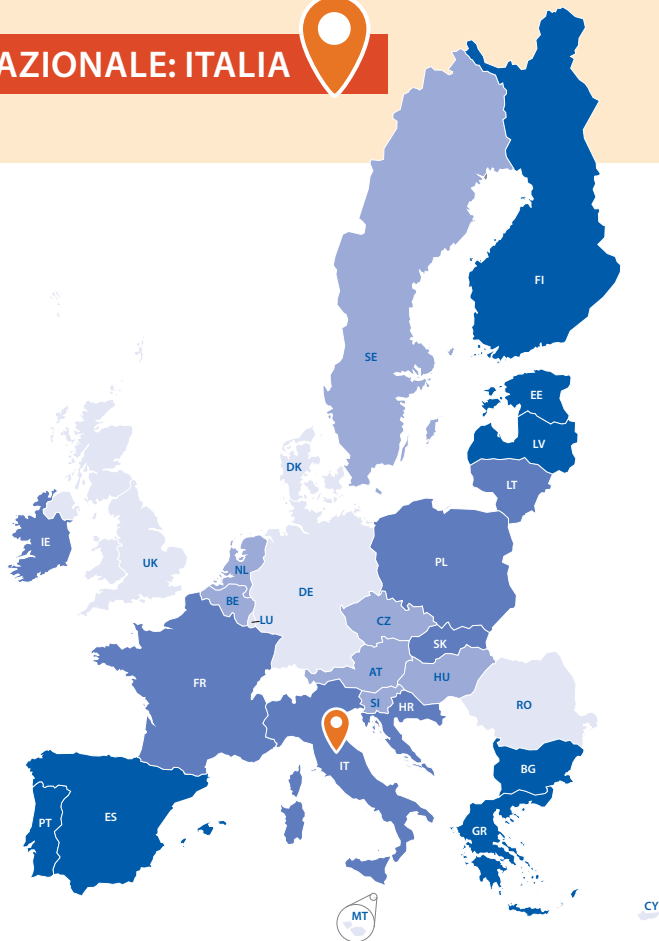 AZIONALE: ITALIA
FI
SE
EE
LV
DK
LT
IE
UK
NL
DE
PL
BE
LU
CZ
SK
AT
HU
FR
SI
HR
RO
IT
BG
PT
ES
GR
MT
CY